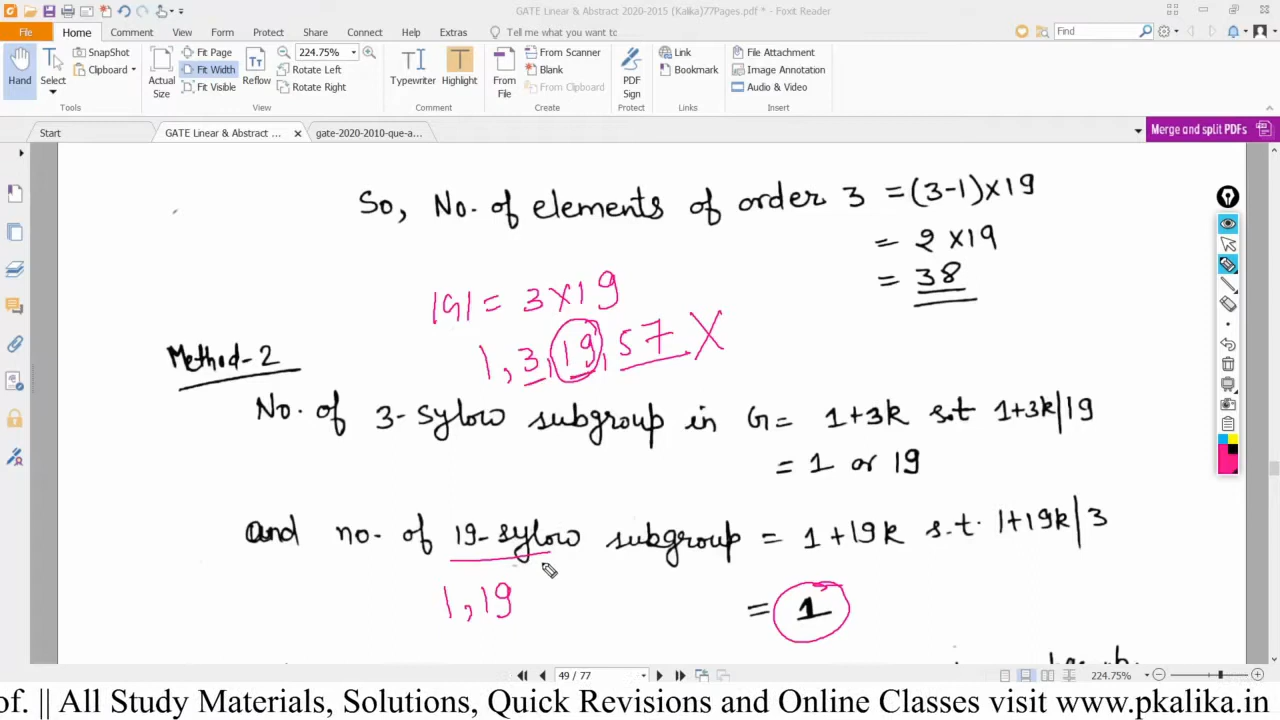 GATE Linear & Abstract 2020-2015 (Kalka)77Pages.pdf * - Foxit Reader
File Home Comment View Form Protect Share Connect Help Extras Tell me what you want to Find
Hand Select SnapShot Clipboard Actual Size Fit Page Fit Width Fit Visible Reflow 224.75% Rotate Left Rotate Right Typewriter Highlight From File From Scanner Blank From Clipboard PDF Sign Link Bookmark File Attachment Image Annotation Audio & Video
Tools View Comment Create Protect Links Insert
Start GATE Linear & Abstract ... gate-2020-2010-que-a... Merge and split PDFs
So, No. of elements of order 3 = (3-1)×19
= 2×19
= 38
|G| = 3×19
1, 3, 19, 57 X
Method-2
No. of 3-Sylow subgroup in G = 1+3k s.t 1+3k|19
= 1 or 19
and no. of 19-sylow subgroup = 1+19k s.t. 1+19k|3
1, 19
= 1
49 / 77 224.75%
of. || All Study Materials, Solutions, Quick Revisions and Online Classes visit www.pkalika.in